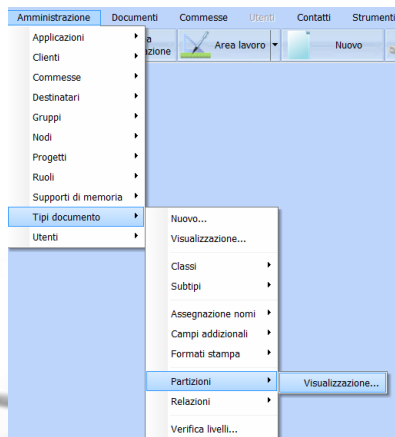 Amministrazione Documenti Commesse Utenti Contatti Strumenti
Applicazioni
Clienti
Commesse
Destinatari
Gruppi
Nodi
Progetti
Ruoli
Supporti di memoria
Tipi documento
Utenti
a
azione
Area lavoro
Nuovo
Nuovo...
Visualizzazione...
Classi
Subtipi
Assegnazione nomi
Campi addizionali
Formati stampa
Partizioni
Relazioni
Verifica livelli...
Visualizzazione...